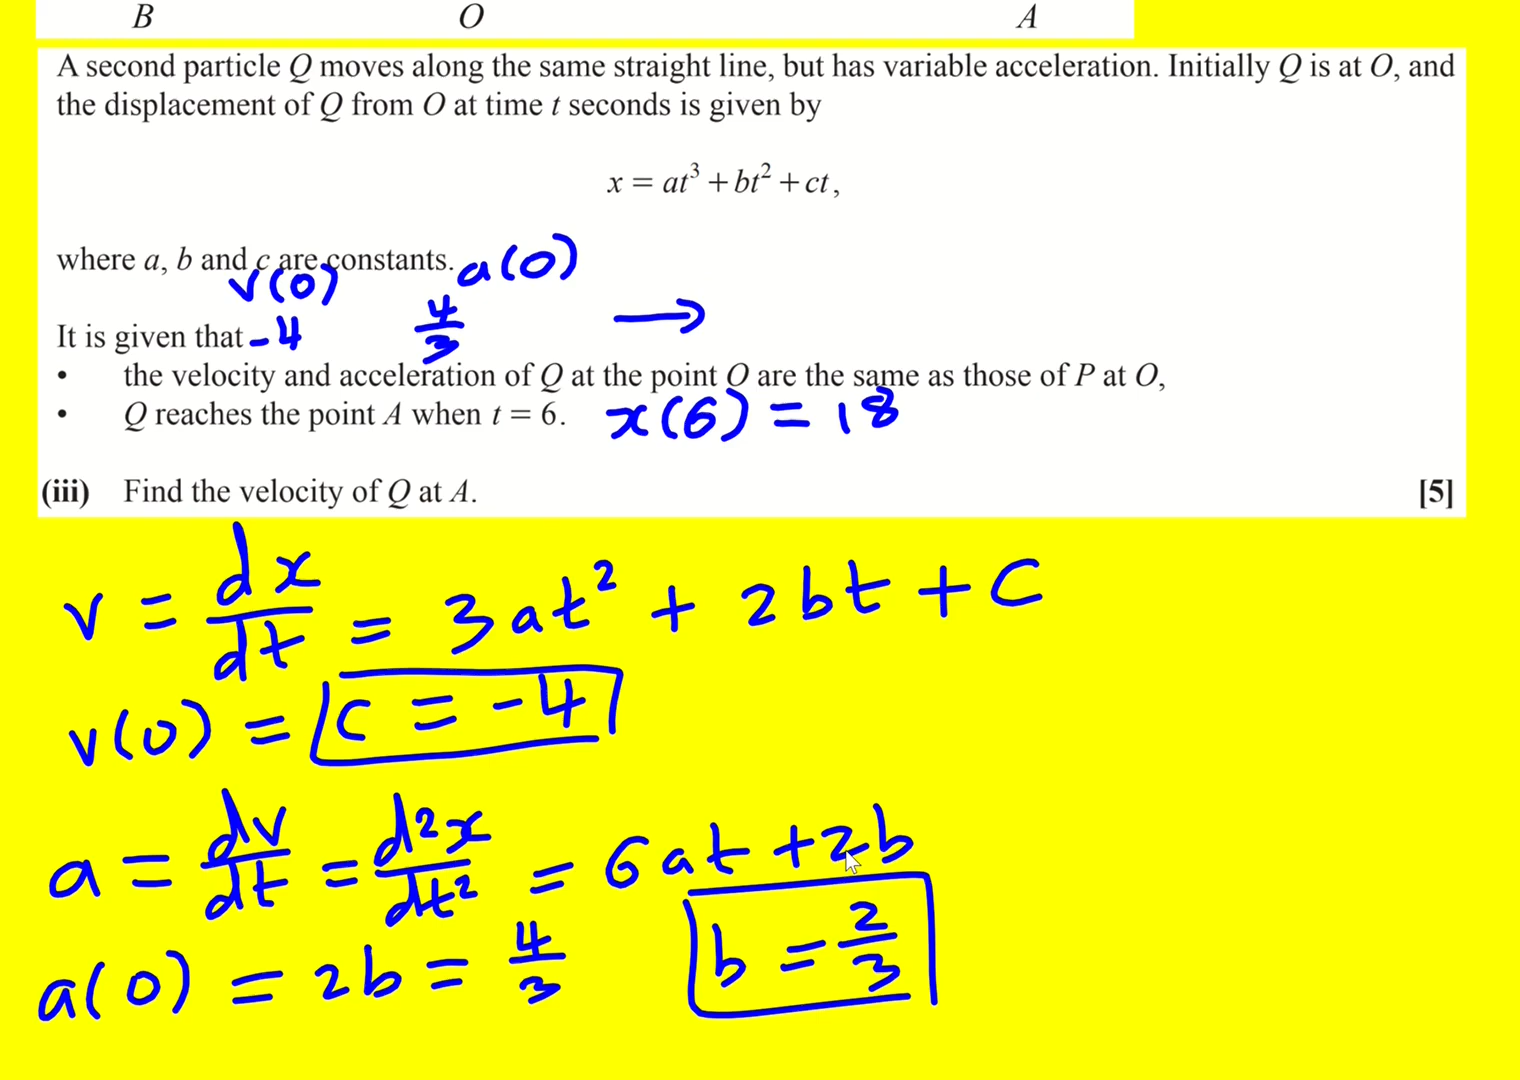 B O A
A second particle Q moves along the same straight line, but has variable acceleration. Initially Q is at O, and
the displacement of Q from O at time t seconds is given by
x = at³ + bt² + ct,
where a, b and c are constants. a(0)
v(0)
4/3 →
It is given that -4
• the velocity and acceleration of Q at the point O are the same as those of P at O,
• Q reaches the point A when t = 6. x(6) = 18
(iii) Find the velocity of Q at A. [5]
v = dx/dt = 3at² + 2bt + c
v(0) = c = -4
a = dv/dt = d²x/dt² = 6at + 2b
a(0) = 2b = 4/3 b = 2/3